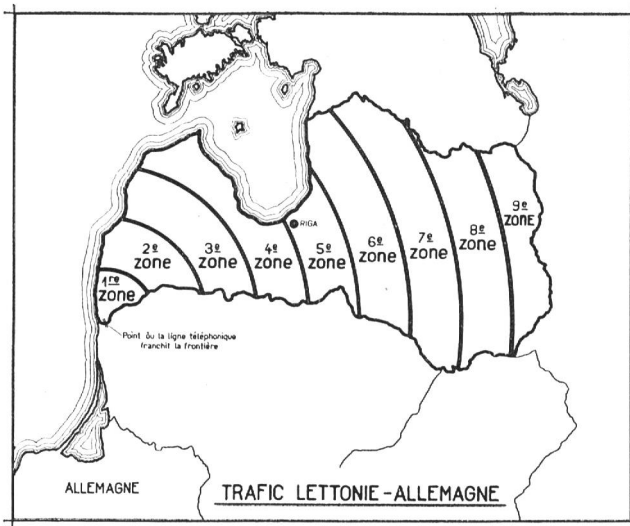 RIGA
9e
ZONE
8e
zone
7e
zone
6e
zone
5e
zone
4e
zone
3e
zone
2e
zone
1re
zone
Point ôu la ligne téléphonique
franchit la frontière
ALLEMAGNE
TRAFIC LETTONIE-ALLEMAGNE